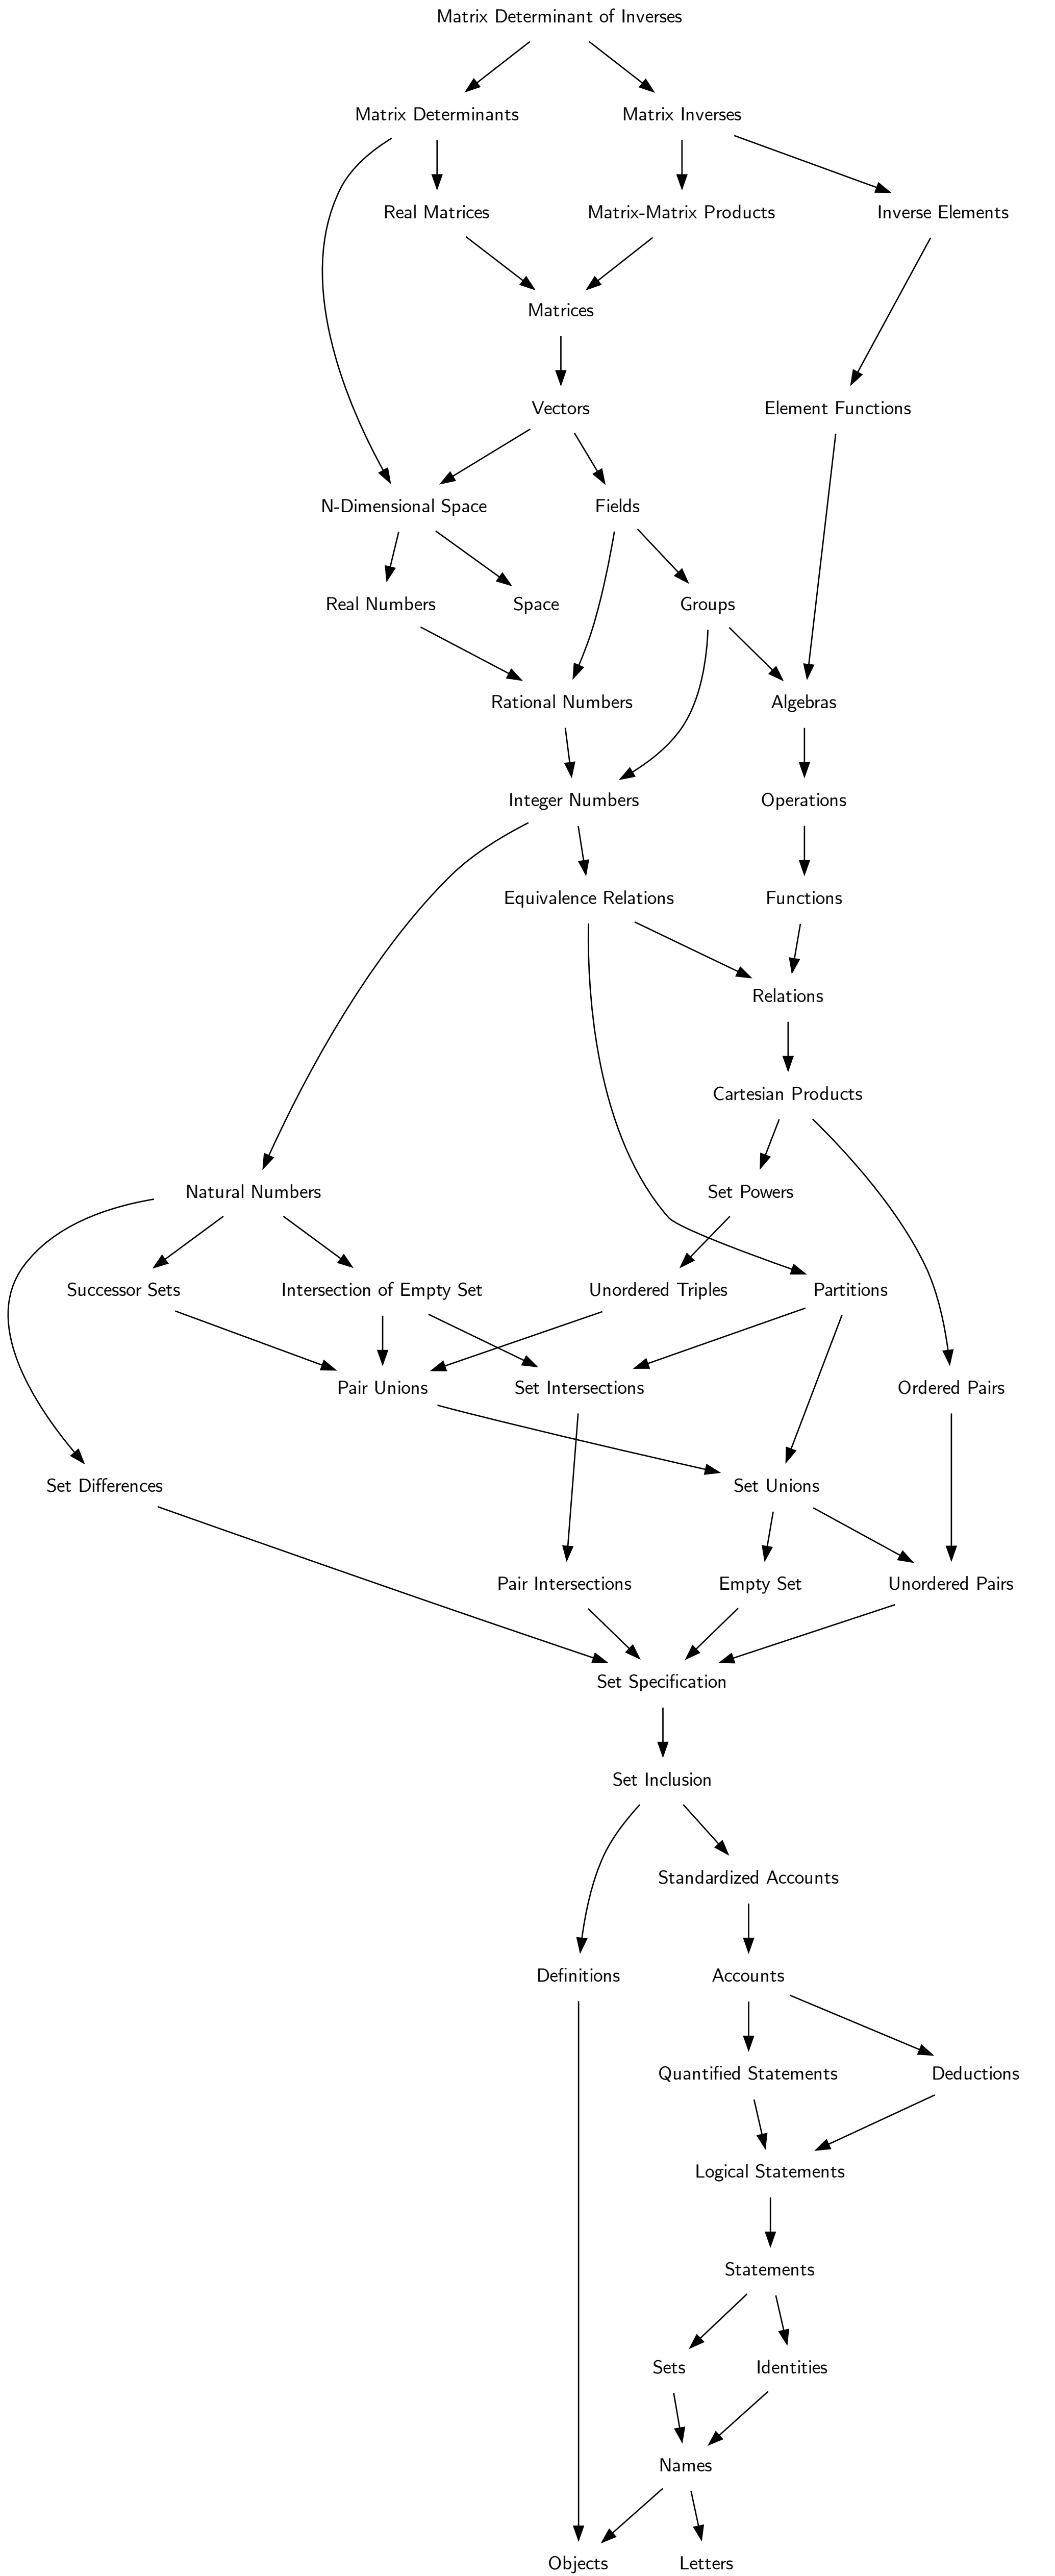 Matrix Determinant of Inverses
Matrix Determinants
Matrix Inverses
Real Matrices
Matrix-Matrix Products
Inverse Elements
Matrices
Vectors
Element Functions
N-Dimensional Space
Fields
Real Numbers
Space
Groups
Rational Numbers
Algebras
Integer Numbers
Operations
Equivalence Relations
Functions
Relations
Cartesian Products
Natural Numbers
Set Powers
Successor Sets
Intersection of Empty Set
Unordered Triples
Partitions
Pair Unions
Set Intersections
Ordered Pairs
Set Differences
Set Unions
Pair Intersections
Empty Set
Unordered Pairs
Set Specification
Set Inclusion
Standardized Accounts
Definitions
Accounts
Quantified Statements
Deductions
Logical Statements
Statements
Sets
Identities
Names
Objects
Letters